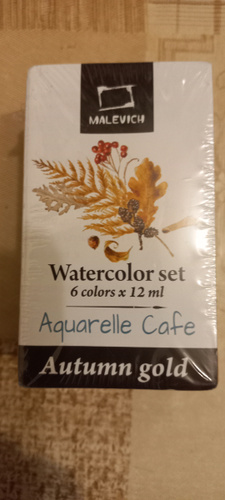 MALEVICH
Watercolor set
6 colors x 12 ml
Aquarelle Cafe
Autumn gold